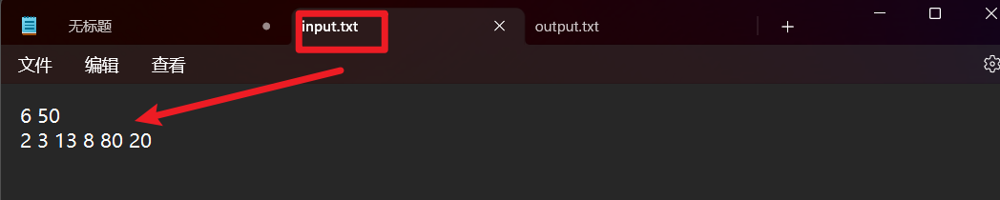 无标题
input.txt
output.txt
文件 编辑 查看
6 50
2 3 13 8 80 20